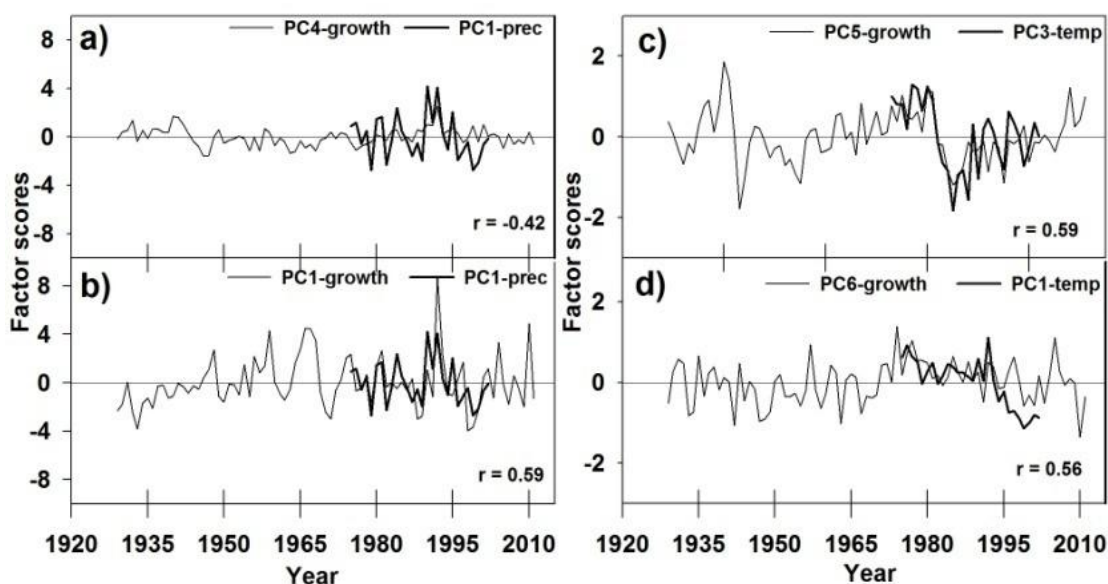 a)
PC4-growth PC1-prec
8
4
0
-4
-8
r = -0.42
b)
PC1-growth PC1-prec
8
4
0
-4
-8
r = 0.59
Factor scores
1920 1935 1950 1965 1980 1995 2010
Year
c)
PC5-growth PC3-temp
2
0
-2
r = 0.59
d)
PC6-growth PC1-temp
2
0
-2
r = 0.56
Factor scores
1920 1935 1950 1965 1980 1995 2010
Year